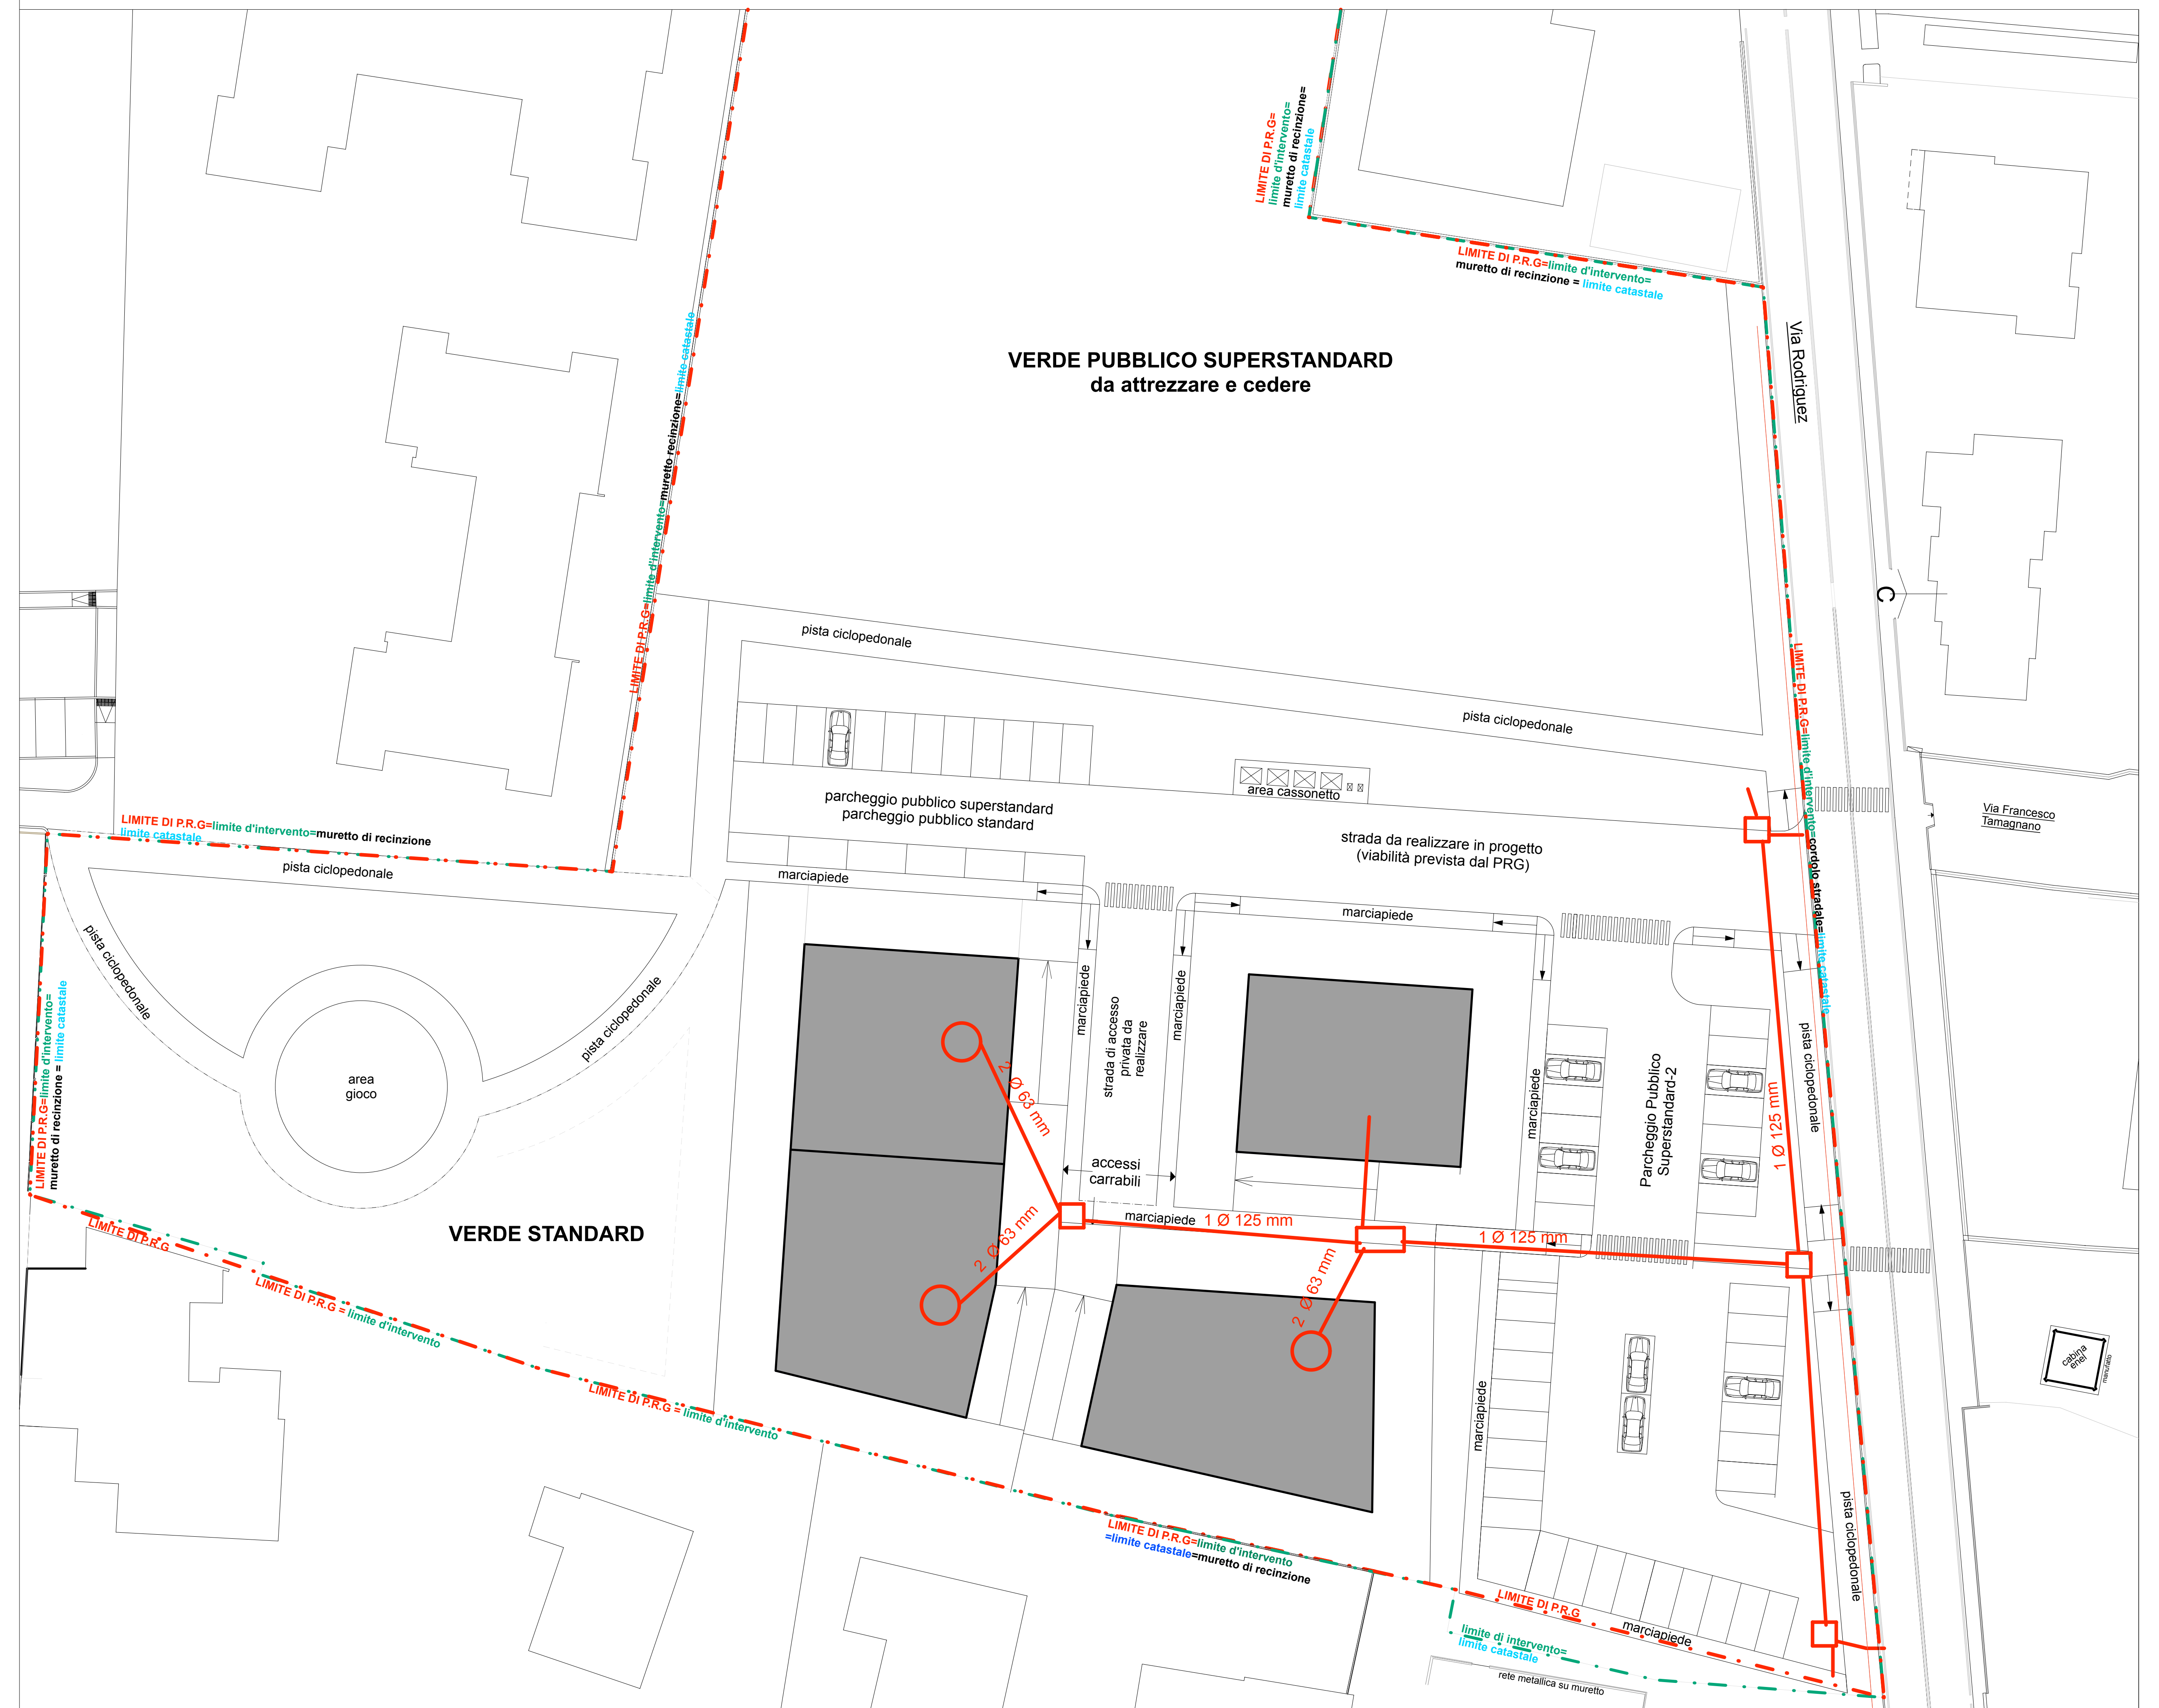 LIMITE DI P.R.G=
limite d'intervento=
muretto di recinzione=
limite catastale
LIMITE DI P.R.G=limite d'intervento=
muretto di recinzione = limite catastale
Via Rodriguez
VERDE PUBBLICO SUPERSTANDARD
da attrezzare e cedere
LIMITE DI P.R.G=limite d'intervento=muretto recinzione=limite catastale
C
pista ciclopedonale
pista ciclopedonale
LIMITE DI P.R.G=limite d'intervento=cordolo stradale=limite catastale
area cassonetto
parcheggio pubblico superstandard
parcheggio pubblico standard
strada da realizzare in progetto
(viabilità prevista dal PRG)
Via Francesco
Tamagnano
LIMITE DI P.R.G=limite d'intervento=muretto di recinzione
limite catastale
pista ciclopedonale
marciapiede
marciapiede
pista ciclopedonale
pista ciclopedonale
LIMITE DI P.R.G=limite d'intervento=
muretto di recinzione = limite catastale
area
gioco
marciapiede
strada di accesso
privata da
realizzare
marciapiede
marciapiede
Parcheggio Pubblico
Superstandard-2
pista ciclopedonale
2 Ø 63 mm
1 Ø 125 mm
accessi
carrabili
marciapiede
1 Ø 125 mm
1 Ø 125 mm
2 Ø 63 mm
2 Ø 63 mm
VERDE STANDARD
LIMITE DI P.R.G
LIMITE DI P.R.G = limite d'intervento
LIMITE DI P.R.G = limite d'intervento
cabina
enel
manufatto
marciapiede
pista ciclopedonale
LIMITE DI P.R.G=limite d'intervento
=limite catastale=muretto di recinzione
LIMITE DI P.R.G
marciapiede
limite di intervento=
limite catastale
rete metallica su muretto